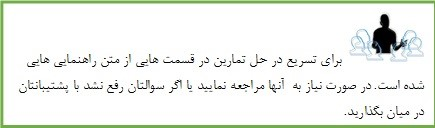 برای تسریع در حل تمارین در قسمت هایی از متن راهنمایی هایی
شده است. در صورت نیاز به آنها مراجعه نمایید یا اگر سوالتان رفع نشد با پشتیبانتان
در میان بگذارید.